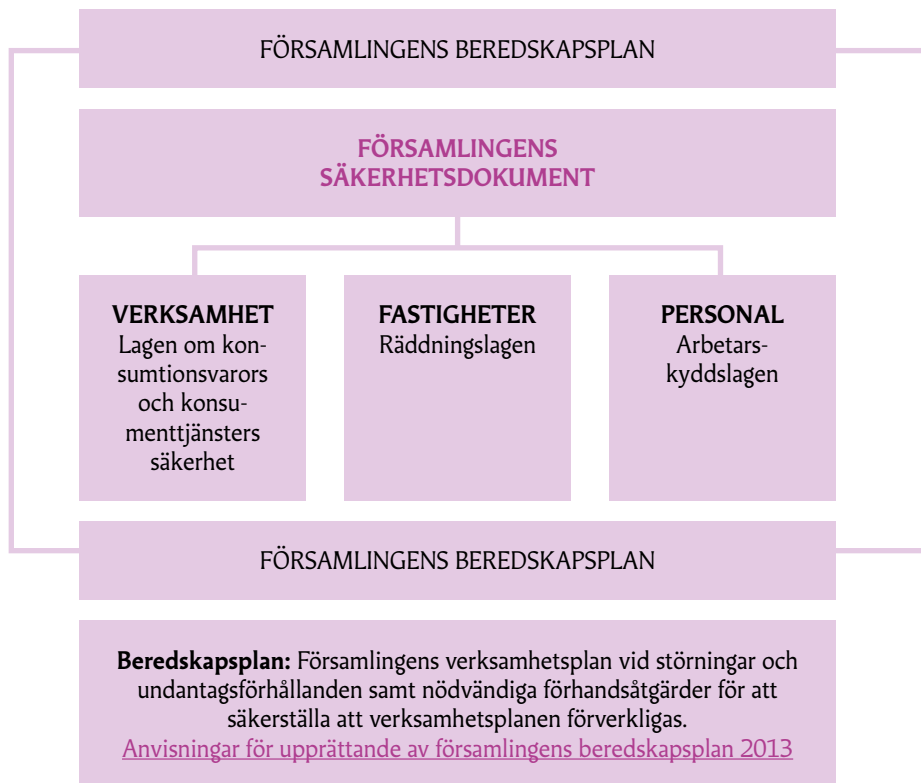 FÖRSAMLINGENS BEREDSKAPSPLAN
FÖRSAMLINGENS
SÄKERHETSDOKUMENT
VERKSAMHET
Lagen om kon-
sumtionsvarors
och konsu-
menttjänsters
säkerhet
FASTIGHETER
Räddningslagen
PERSONAL
Arbetars-
kyddslagen
FÖRSAMLINGENS BEREDSKAPSPLAN
Beredskapsplan: Församlingens verksamhetsplan vid störningar och
undantagsförhållanden samt nödvändiga förhandsåtgärder för att
säkerställa att verksamhetsplanen förverkligas.
Anvisningar för upprättande av församlingens beredskapsplan 2013